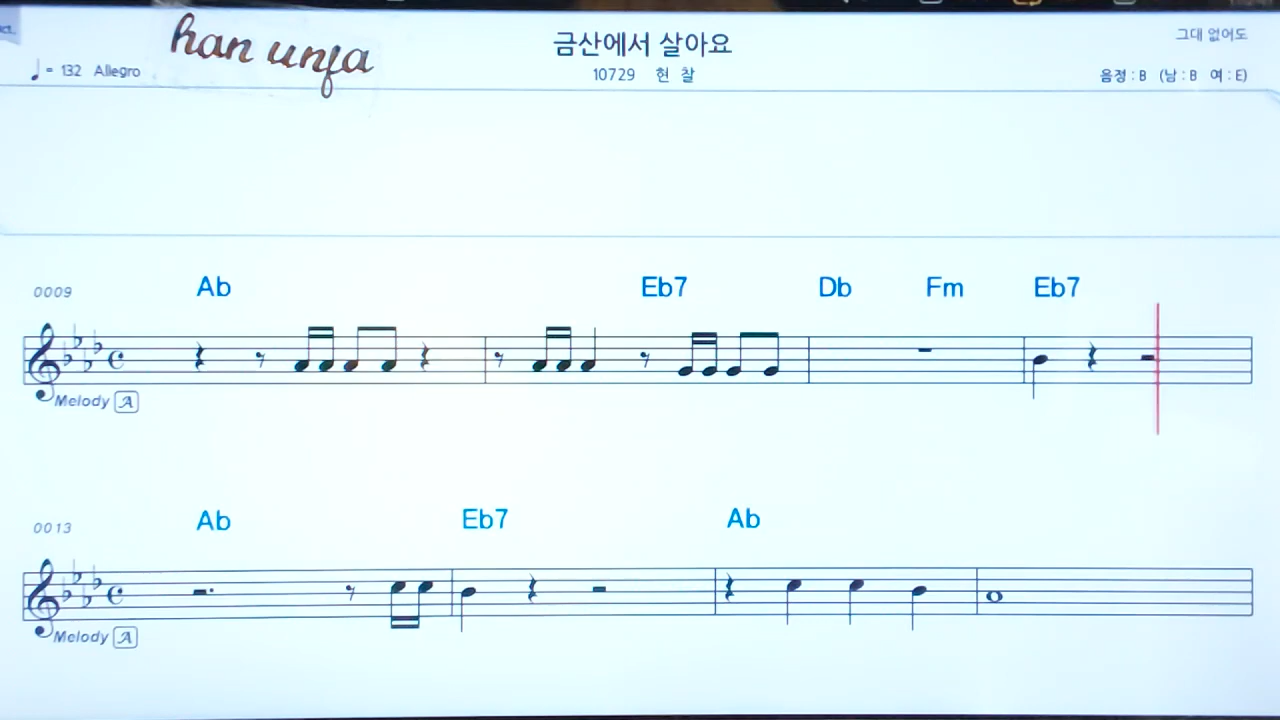 han unfa
금산에서 살아요
그대 없어도
♩= 132 Allegro
10729 현 찰
음정 : B (남 : B 여 : E)
0009
Ab Eb7 Db Fm Eb7
Melody A
0013
Ab Eb7 Ab
Melody A